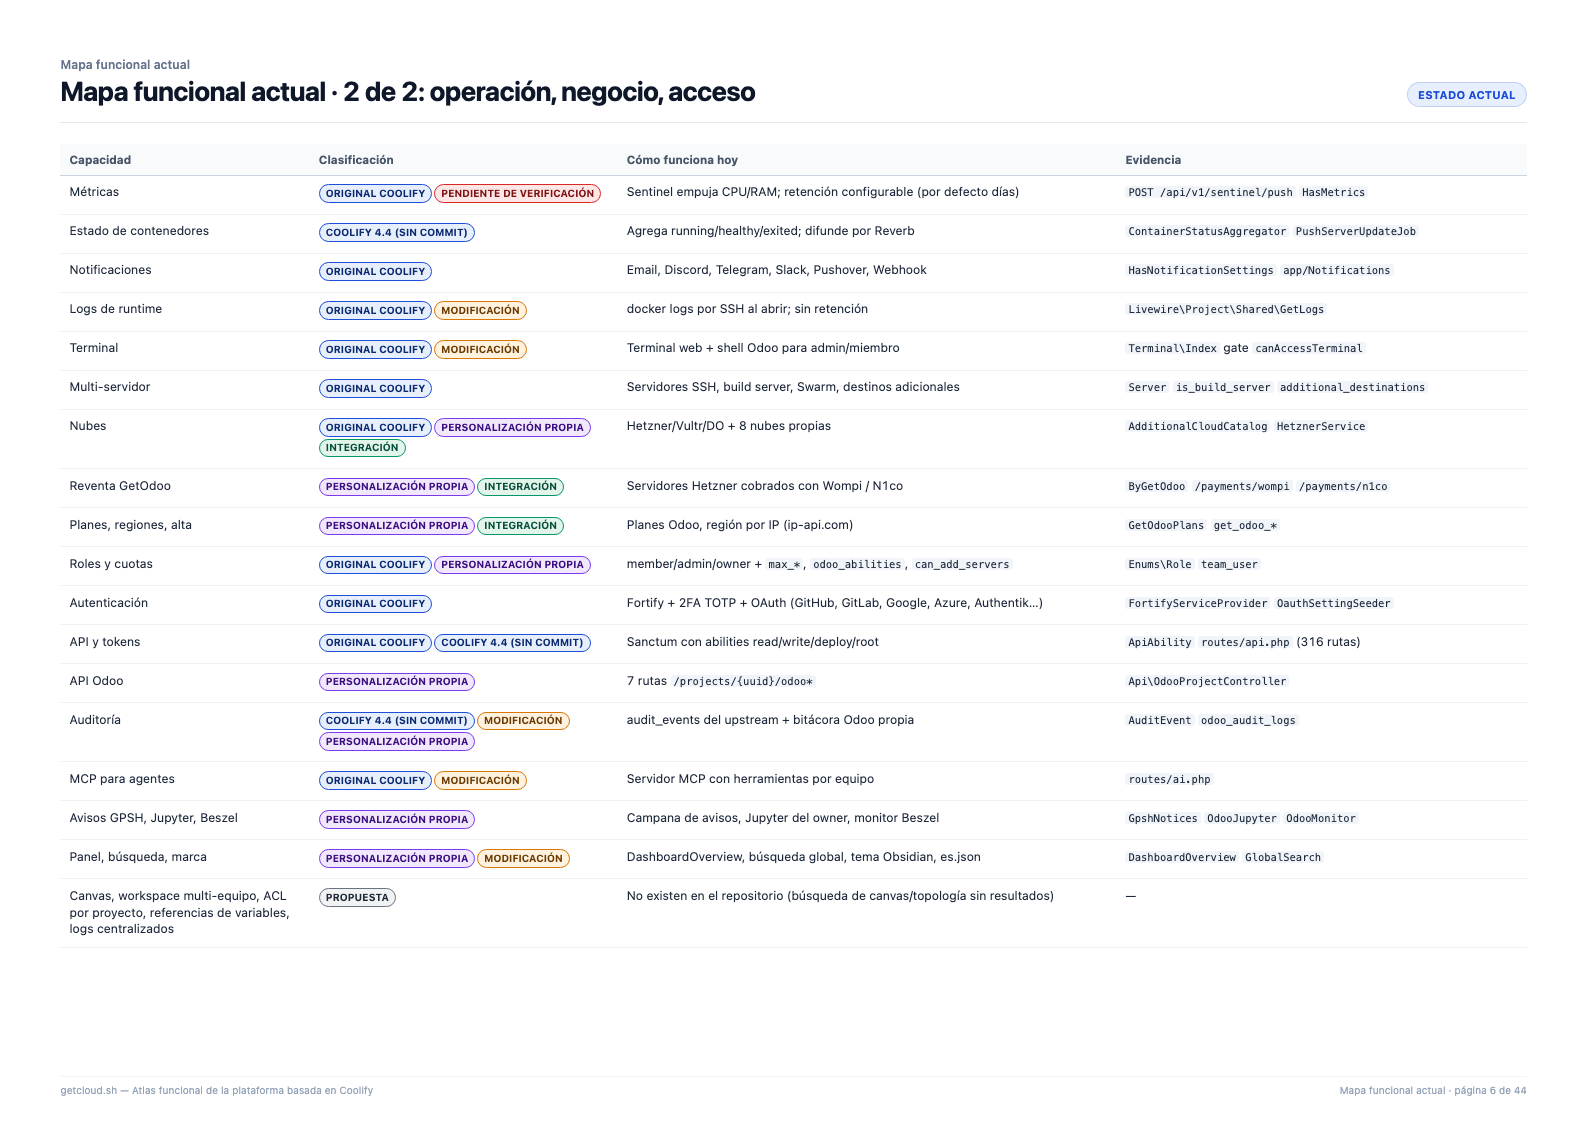 Mapa funcional actual
Mapa funcional actual · 2 de 2: operación, negocio, acceso
ESTADO ACTUAL
Capacidad Clasificación Cómo funciona hoy Evidencia
Métricas ORIGINAL COOLIFY PENDIENTE DE VERIFICACIÓN Sentinel empuja CPU/RAM; retención configurable (por defecto días) POST /api/v1/sentinel/push HasMetrics
Estado de contenedores COOLIFY 4.4 (SIN COMMIT) Agrega running/healthy/exited; difunde por Reverb ContainerStatusAggregator PushServerUpdateJob
Notificaciones ORIGINAL COOLIFY Email, Discord, Telegram, Slack, Pushover, Webhook HasNotificationSettings app/Notifications
Logs de runtime ORIGINAL COOLIFY MODIFICACIÓN docker logs por SSH al abrir; sin retención Livewire\Project\Shared\GetLogs
Terminal ORIGINAL COOLIFY MODIFICACIÓN Terminal web + shell Odoo para admin/miembro Terminal\Index gate canAccessTerminal
Multi-servidor ORIGINAL COOLIFY Servidores SSH, build server, Swarm, destinos adicionales Server is_build_server additional_destinations
Nubes ORIGINAL COOLIFY PERSONALIZACIÓN PROPIA Hetzner/Vultr/DO + 8 nubes propias AdditionalCloudCatalog HetznerService
INTEGRACIÓN
Reventa GetOdoo PERSONALIZACIÓN PROPIA INTEGRACIÓN Servidores Hetzner cobrados con Wompi / N1co ByGetOdoo /payments/wompi /payments/n1co
Planes, regiones, alta PERSONALIZACIÓN PROPIA INTEGRACIÓN Planes Odoo, región por IP (ip-api.com) GetOdooPlans get_odoo_*
Roles y cuotas ORIGINAL COOLIFY PERSONALIZACIÓN PROPIA member/admin/owner + max_*, odoo_abilities, can_add_servers Enums\Role team_user
Autenticación ORIGINAL COOLIFY Fortify + 2FA TOTP + OAuth (GitHub, GitLab, Google, Azure, Authentik…) FortifyServiceProvider OauthSettingSeeder
API y tokens ORIGINAL COOLIFY COOLIFY 4.4 (SIN COMMIT) Sanctum con abilities read/write/deploy/root ApiAbility routes/api.php (316 rutas)
API Odoo PERSONALIZACIÓN PROPIA 7 rutas /projects/{uuid}/odoo* Api\OdooProjectController
Auditoría COOLIFY 4.4 (SIN COMMIT) MODIFICACIÓN audit_events del upstream + bitácora Odoo propia AuditEvent odoo_audit_logs
PERSONALIZACIÓN PROPIA
MCP para agentes ORIGINAL COOLIFY MODIFICACIÓN Servidor MCP con herramientas por equipo routes/ai.php
Avisos GPSH, Jupyter, Beszel PERSONALIZACIÓN PROPIA Campana de avisos, Jupyter del owner, monitor Beszel GpshNotices OdooJupyter OdooMonitor
Panel, búsqueda, marca PERSONALIZACIÓN PROPIA MODIFICACIÓN DashboardOverview, búsqueda global, tema Obsidian, es.json DashboardOverview GlobalSearch
Canvas, workspace multi-equipo, ACL PROPUESTA No existen en el repositorio (búsqueda de canvas/topología sin resultados) —
por proyecto, referencias de variables,
logs centralizados
getcloud.sh — Atlas funcional de la plataforma basada en Coolify Mapa funcional actual · página 6 de 44